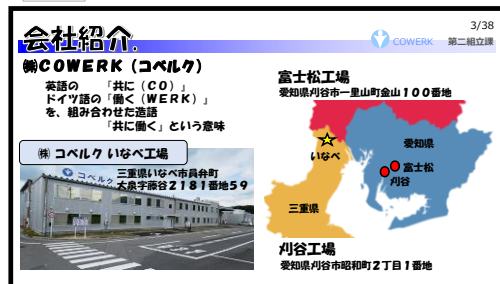 3/38
会社紹介.
COWERK 第二組立課
㈱COWERK（コベルク）
英語の 「共に（CO）」
ドイツ語の「働く（WERK）」
を、組み合わせた造語
「共に働く」という意味
㈱ コベルク いなべ工場
コベルク
三重県いなべ市員弁町
大泉字藤谷2181番地59
富士松工場
愛知県刈谷市一里山町金山100番地
愛知県
いなべ
富士松
刈谷
三重県
刈谷工場
愛知県刈谷市昭和町2丁目1番地